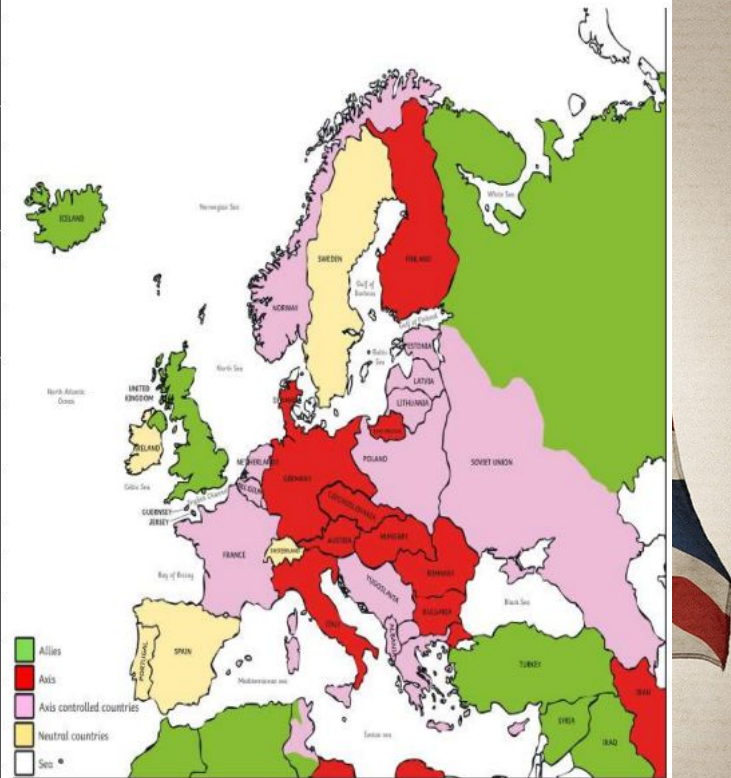 ICELAND
Norwegian Sea
White Sea
SWEDEN
FINLAND
Gulf of
Bothnia
NORWAY
Gulf of Finland
ESTONIA
Baltic
Sea
North Sea
LATVIA
North Atlantic
Ocean
UNITED
KINGDOM
LITHUANIA
IRELAND
NETHERLANDS
POLAND
SOVIET UNION
GERMANY
Celtic Sea
English Channel
GUERNSEY
JERSEY
CZECHOSLOVAKIA
AUSTRIA
HUNGARY
FRANCE
SWITZERLAND
Bay of Biscay
ROMANIA
YUGOSLAVIA
Black Sea
BULGARIA
ITALY
PORTUGAL
SPAIN
TURKEY
Mediterranean sea
IRAN
SYRIA
IRAQ
Allies
Axis
Axis controlled countries
Neutral countries
Sea